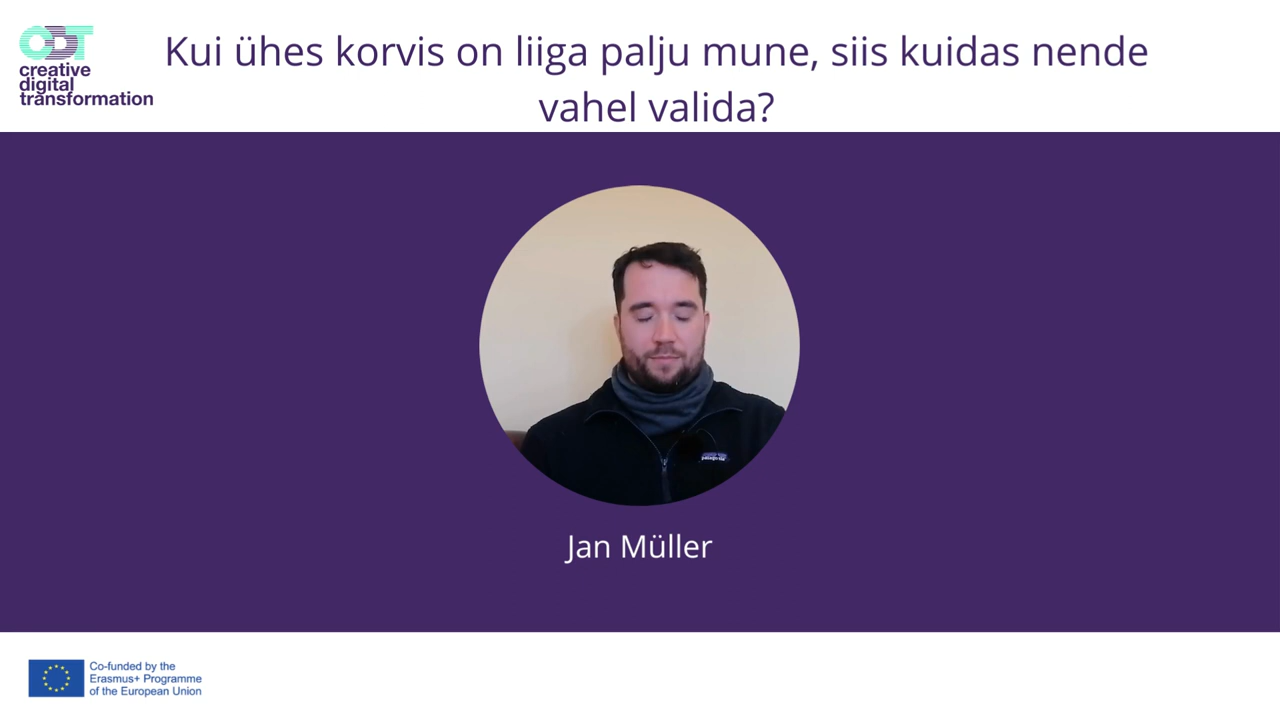 CDT
creative
digital
transformation
Kui ühes korvis on liiga palju mune, siis kuidas nende
vahel valida?
Jan Müller
Co-funded by the
Erasmus+ Programme
of the European Union